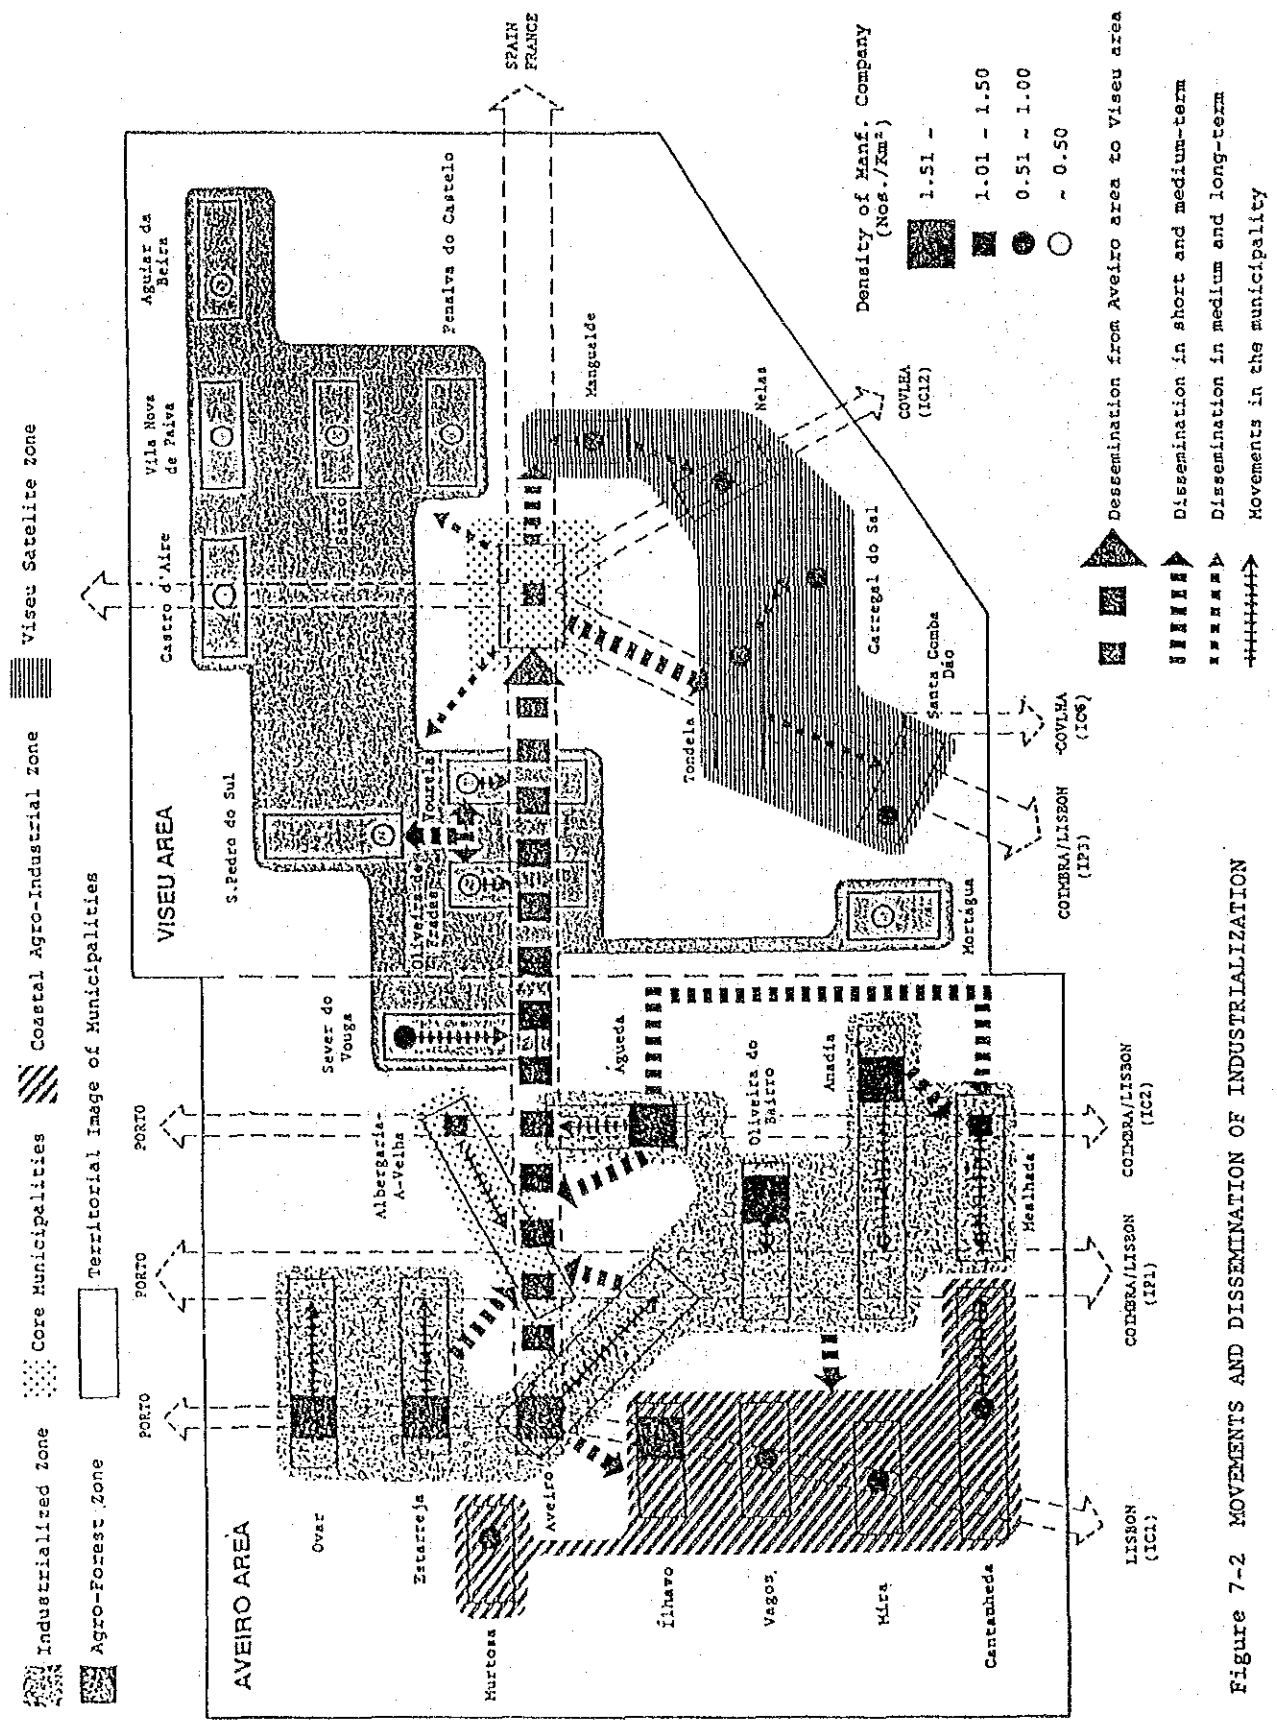 Industrialized Zone
Core Municipalities
Coastal Agro-Industrial Zone
Viseu Satelite Zone
Agro-Forest Zone
Territorial Image of Municipalities
AVEIRO AREA
VISEU AREA
PORTO
PORTO
PORTO
Ovar
Estarreja
Murtosa
Aveiro
Ílhavo
Vagos
Mira
Cantanheda
Albergaria-
A-Velha
Sever do
Vouga
Águeda
Oliveira do
Bairro
Anadia
Mealhada
S.Pedro do Sul
Oliveira de
Frades
Vouzela
Castro d'Aire
Vila Nova
de Paiva
Sátão
Aguiar da
Beira
Penalva do Castelo
Mangualde
Nelas
Tondela
Carregal do Sal
Santa Comba
Dão
Mortágua
SPAIN
FRANCE
COVLHA
(IC12)
COVLHA
(IC6)
COIMBRA/LISBON
(IP3)
COIMBRA/LISBON
(IC2)
COIMBRA/LISBON
(IP1)
LISBON
(IC1)
Density of Manf. Company
(Nos./Km²)
1.51 ~
1.01 - 1.50
0.51 ~ 1.00
~ 0.50
Dessemination from Aveiro area to Viseu area
Dissemination in short and medium-term
Dissemination in medium and long-term
Movements in the municipality
Figure 7-2 MOVEMENTS AND DISSEMINATION OF INDUSTRIALIZATION